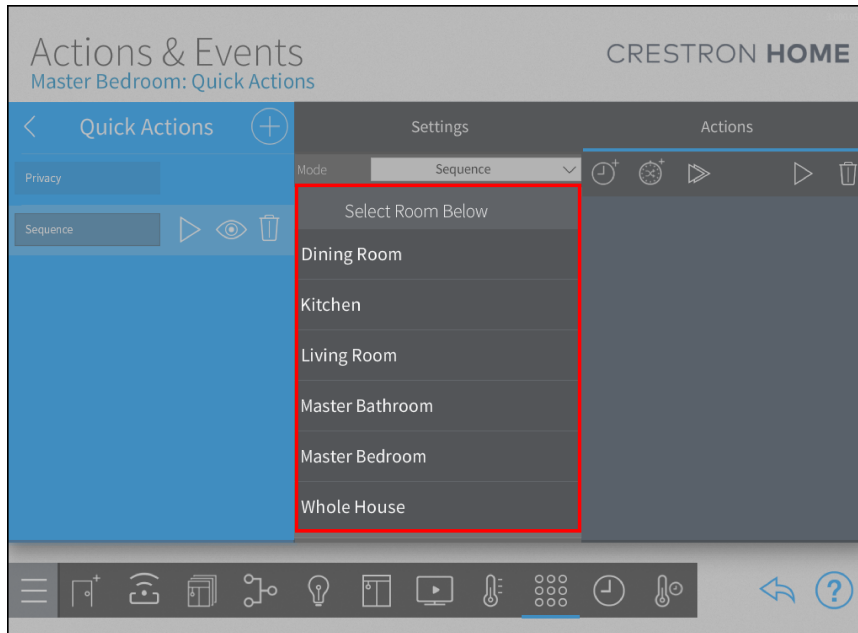 Actions & Events
CRESTRON HOME
Master Bedroom: Quick Actions
Quick Actions
Settings
Actions
Privacy
Mode
Sequence
Sequence
Select Room Below
Dining Room
Kitchen
Living Room
Master Bathroom
Master Bedroom
Whole House
?